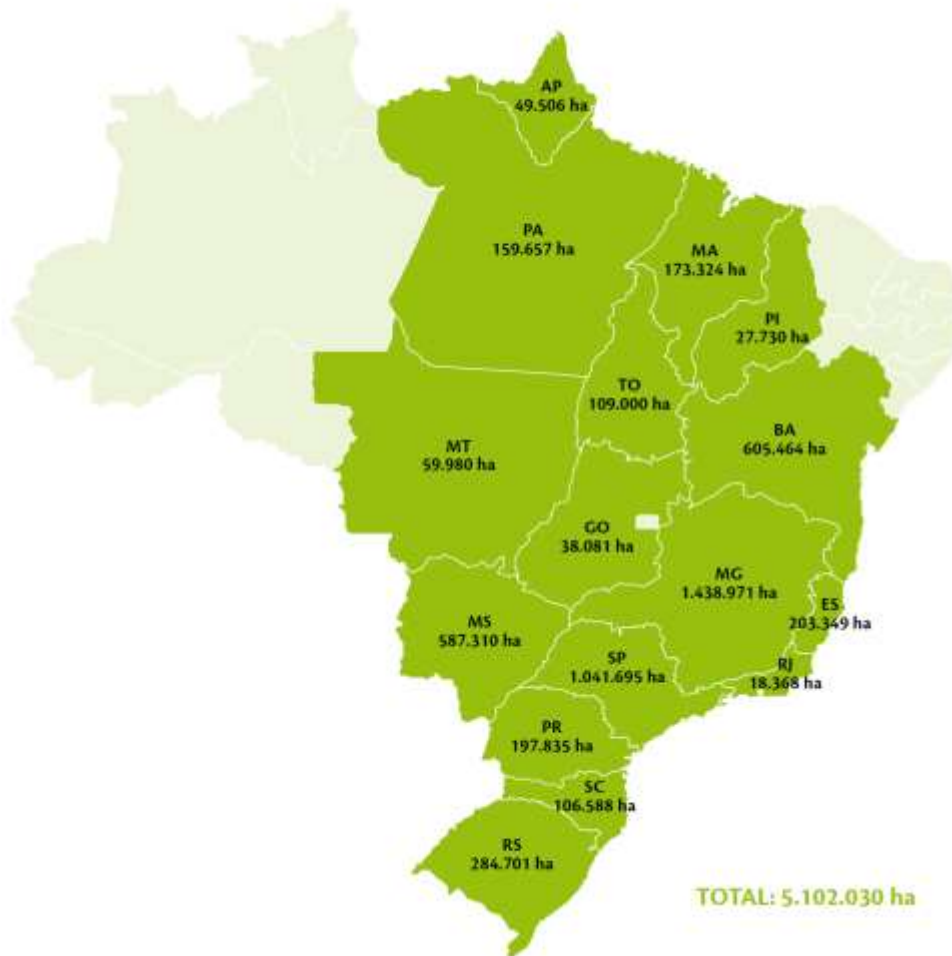 AP
49.506 ha
PA
159.657 ha
MA
173.324 ha
PI
27.730 ha
TO
109.000 ha
BA
605.464 ha
MT
59.980 ha
GO
38.081 ha
MG
1.438.971 ha
ES
203.349 ha
MS
587.310 ha
SP
1.041.695 ha
RJ
18.368 ha
PR
197.835 ha
SC
106.588 ha
RS
284.701 ha
TOTAL: 5.102.030 ha